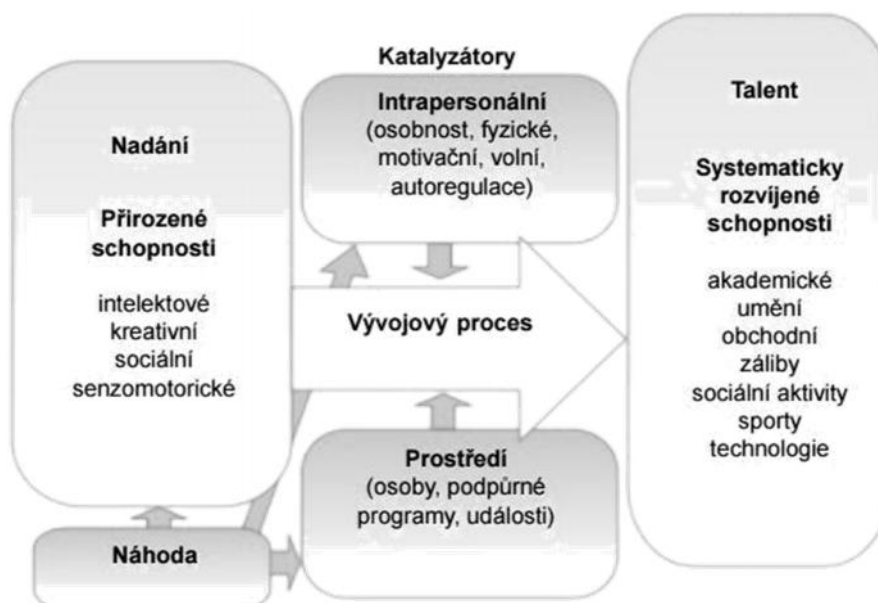 Nadání
Přirozené
schopnosti
intelektové
kreativní
sociální
senzomotorické
Katalyzátory
Intrapersonální
(osobnost, fyzické,
motivační, volní,
autoregulace)
Vývojový proces
Prostředí
(osoby, podpůrné
programy, události)
Náhoda
Talent
Systematicky
rozvíjené
schopnosti
akademické
umění
obchodní
záliby
sociální aktivity
sporty
technologie